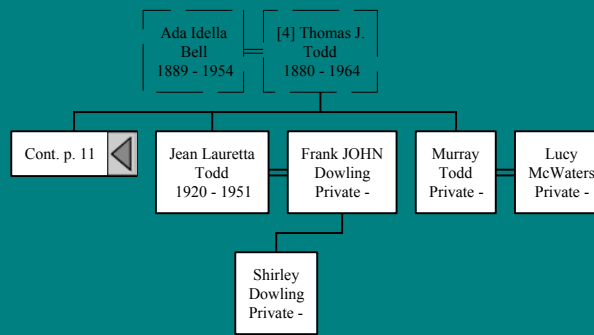 Ada Idella
Bell
1889 - 1954
[4] Thomas J.
Todd
1880 - 1964
Cont. p. 11
Jean Lauretta
Todd
1920 - 1951
Frank JOHN
Dowling
Private -
Murray
Todd
Private -
Lucy
McWaters
Private -
Shirley
Dowling
Private -